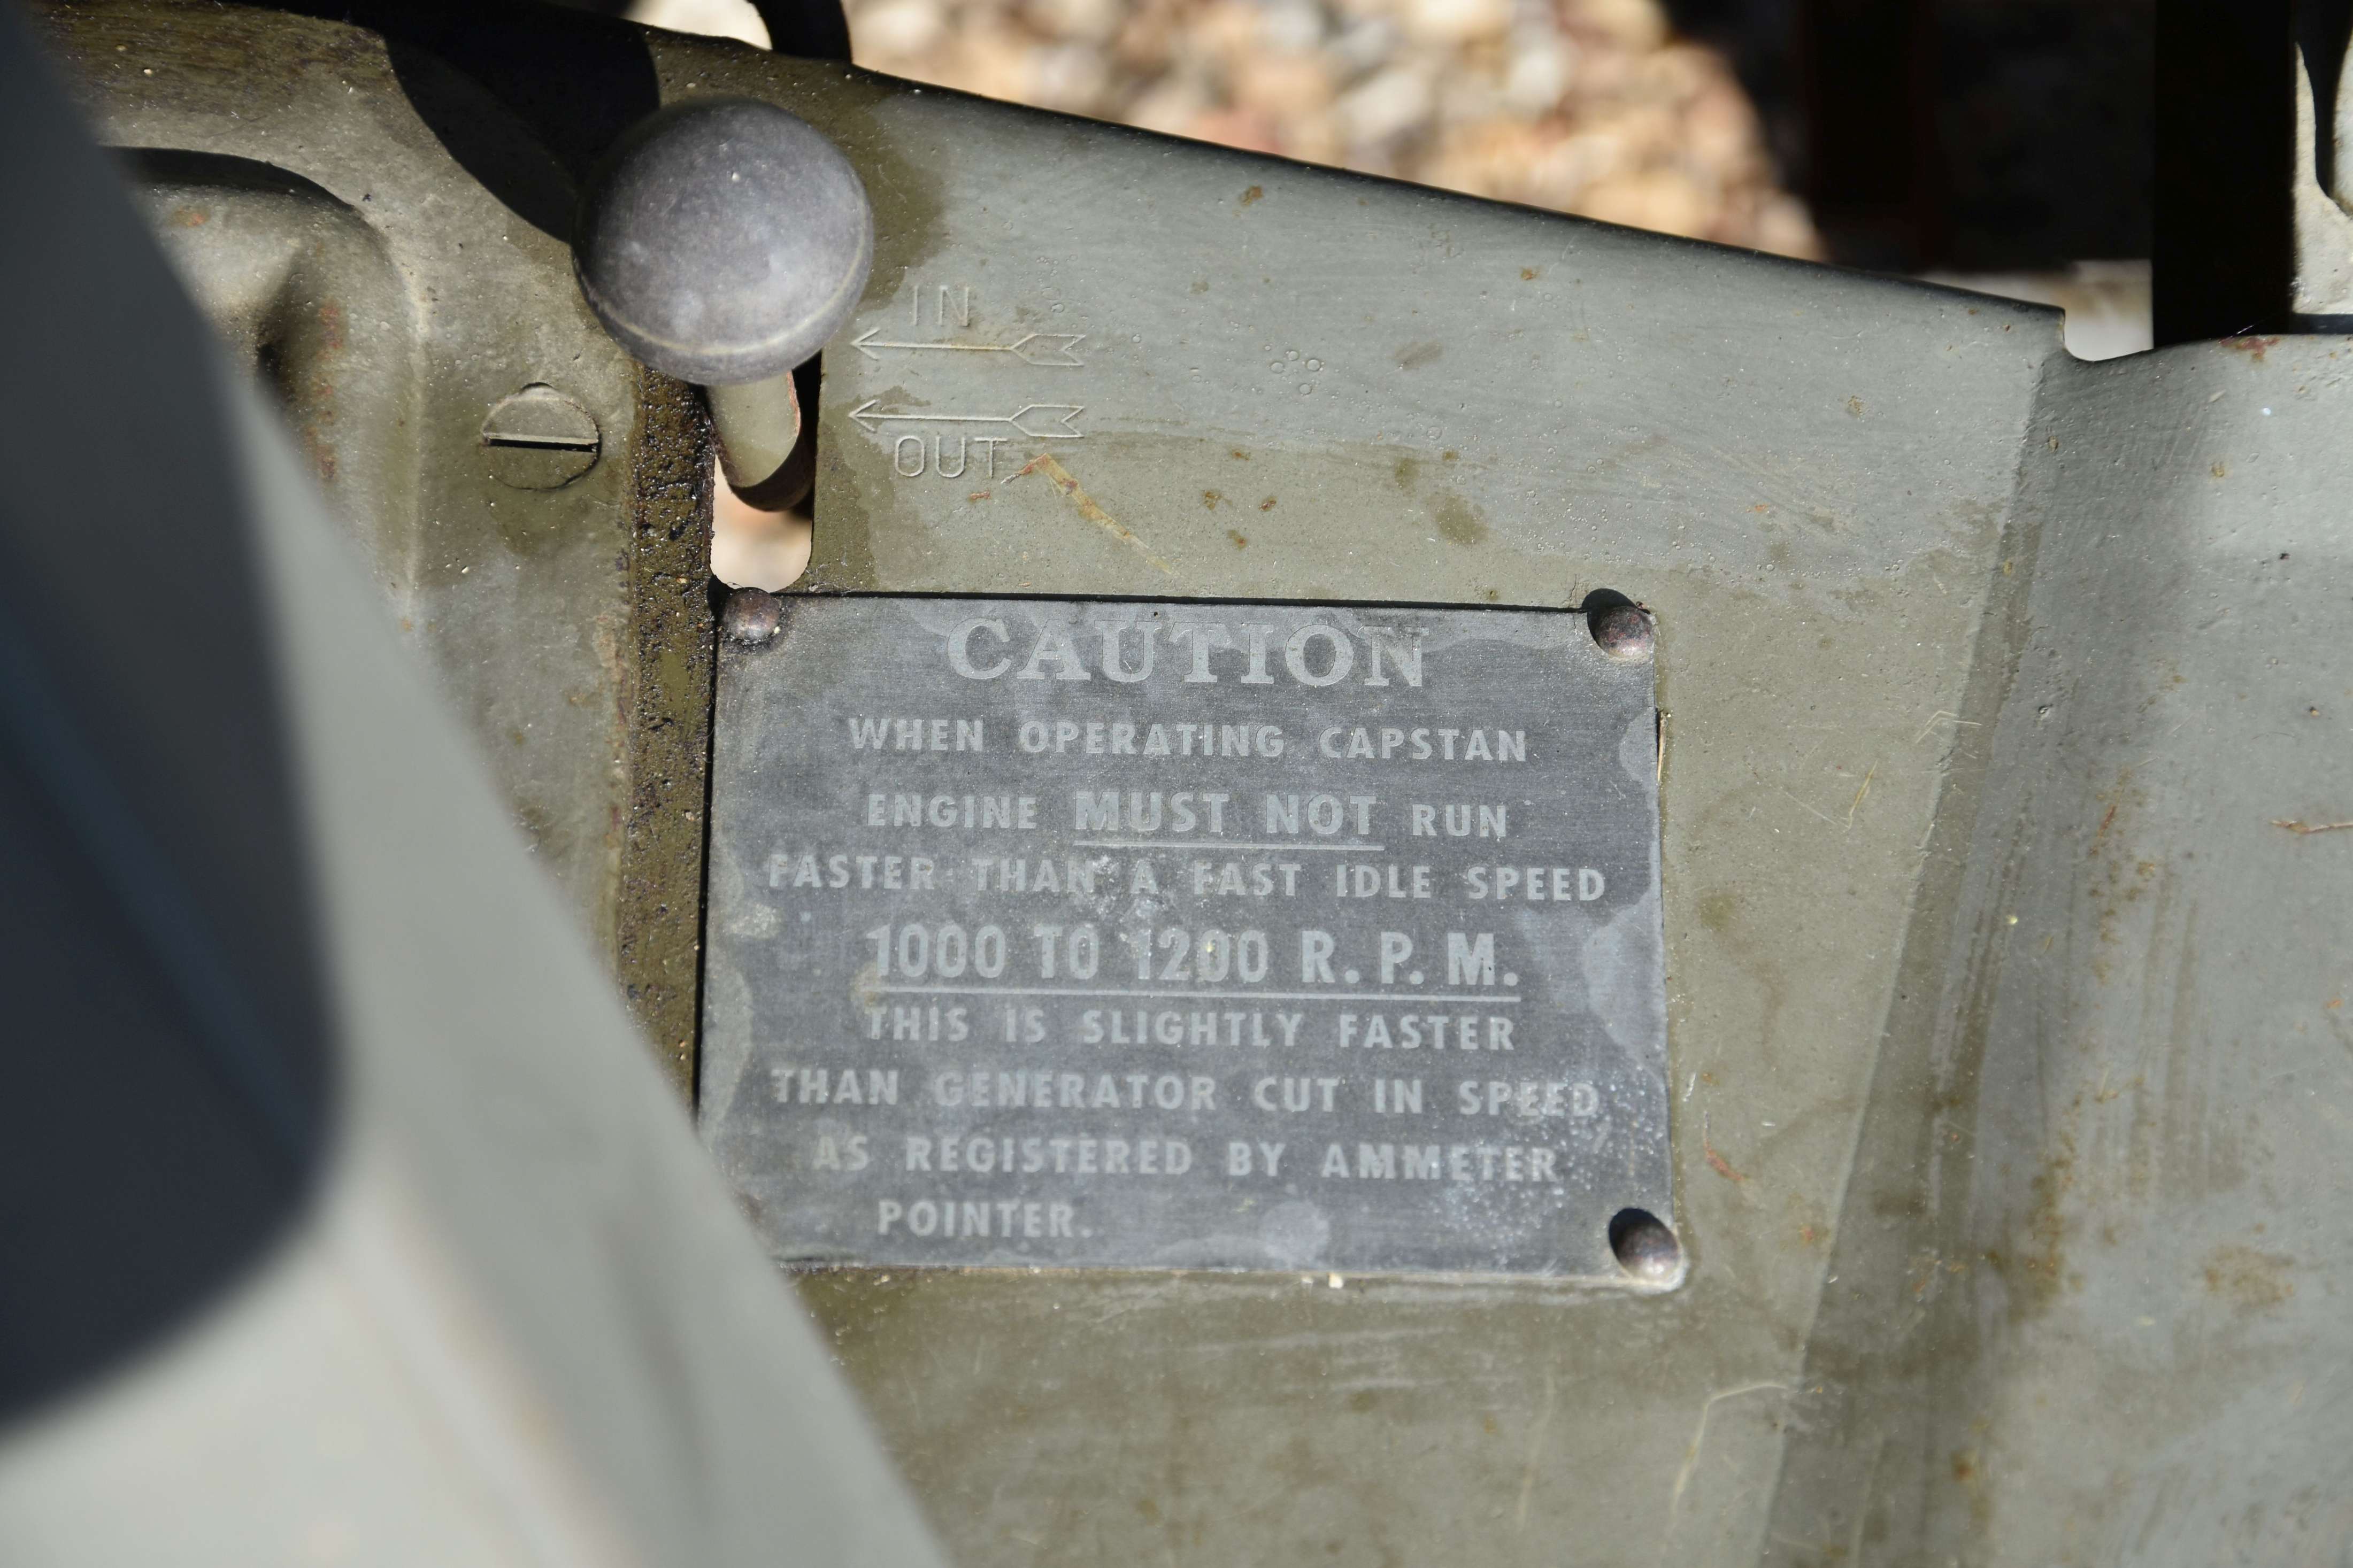 IN
OUT
CAUTION
WHEN OPERATING CAPSTAN
ENGINE MUST NOT RUN
FASTER THAN A FAST IDLE SPEED
1000 TO 1200 R. P. M.
THIS IS SLIGHTLY FASTER
THAN GENERATOR CUT IN SPEED
AS REGISTERED BY AMMETER
POINTER.